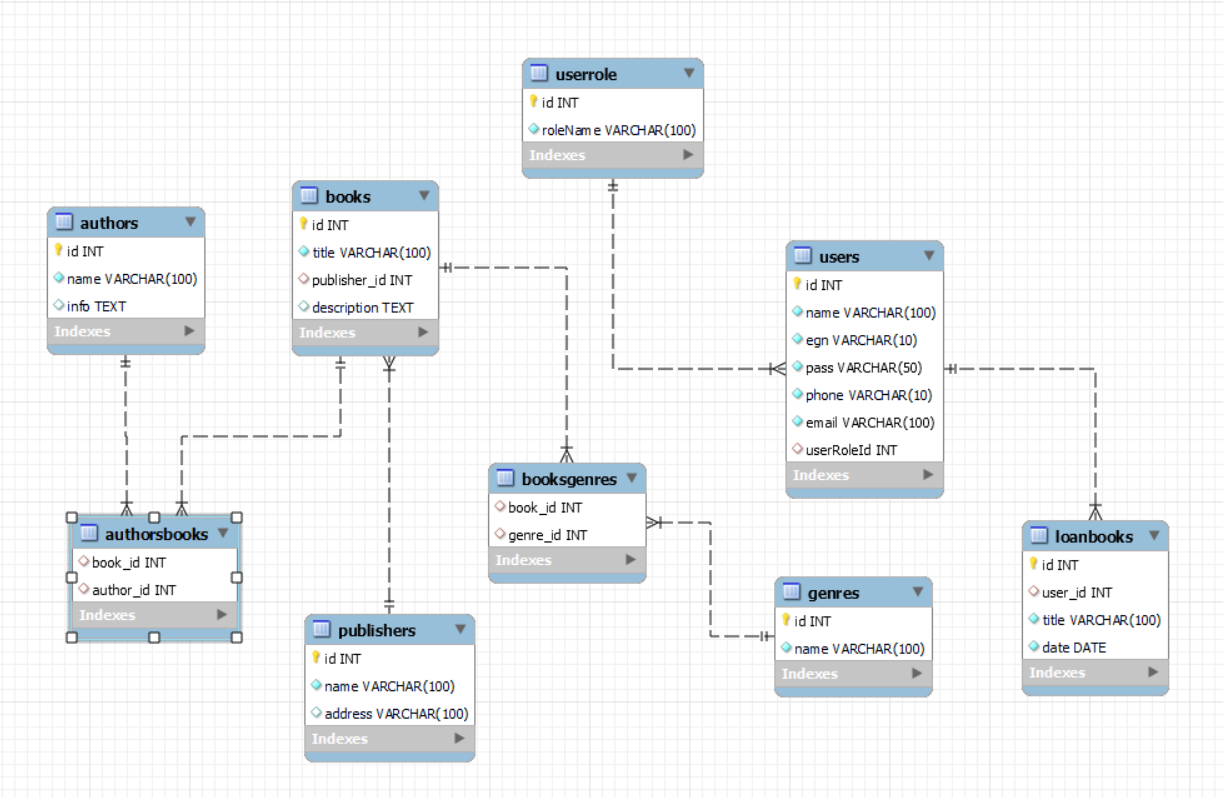 userrole
id INT
roleName VARCHAR(100)
Indexes
books
id INT
title VARCHAR(100)
publisher_id INT
description TEXT
Indexes
authors
id INT
name VARCHAR(100)
info TEXT
Indexes
users
id INT
name VARCHAR(100)
egn VARCHAR(10)
pass VARCHAR(50)
phone VARCHAR(10)
email VARCHAR(100)
userRoleId INT
Indexes
authorsbooks
book_id INT
author_id INT
Indexes
booksgenres
book_id INT
genre_id INT
Indexes
publishers
id INT
name VARCHAR(100)
address VARCHAR(100)
Indexes
genres
id INT
name VARCHAR(100)
Indexes
loanbooks
id INT
user_id INT
title VARCHAR(100)
date DATE
Indexes